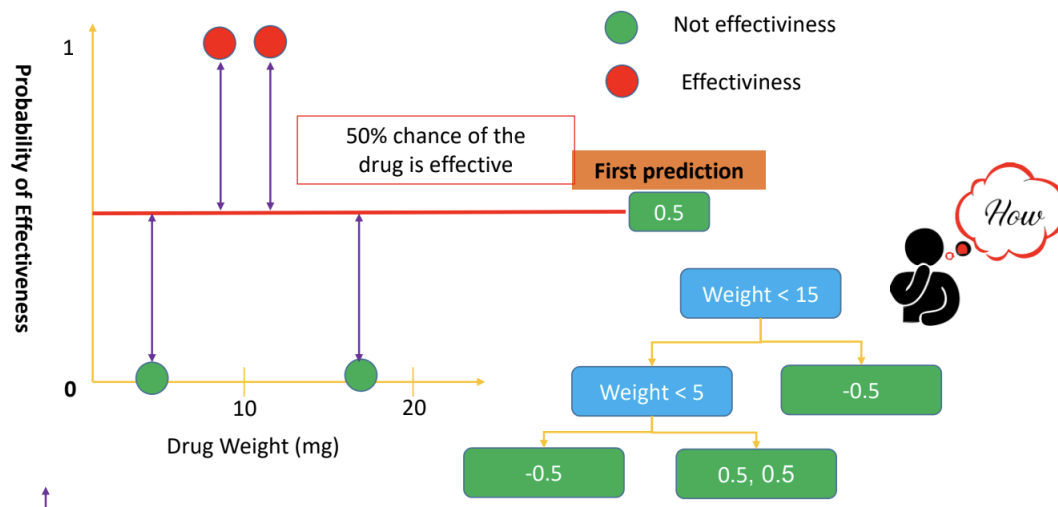 Not effectiviness
Effectiviness
1
Probability of Effectiveness
50% chance of the
drug is effective
First prediction
0.5
How
0
10
20
Drug Weight (mg)
Weight < 15
Weight < 5
-0.5
-0.5
0.5, 0.5